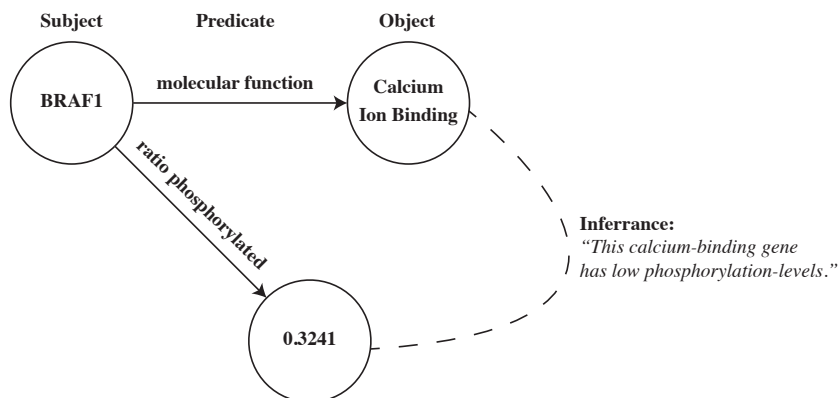 Subject Predicate Object
BRAF1
molecular function
Calcium
Ion Binding
ratio phosphorylated
Inferrance:
“This calcium-binding gene
has low phosphorylation-levels.”
0.3241